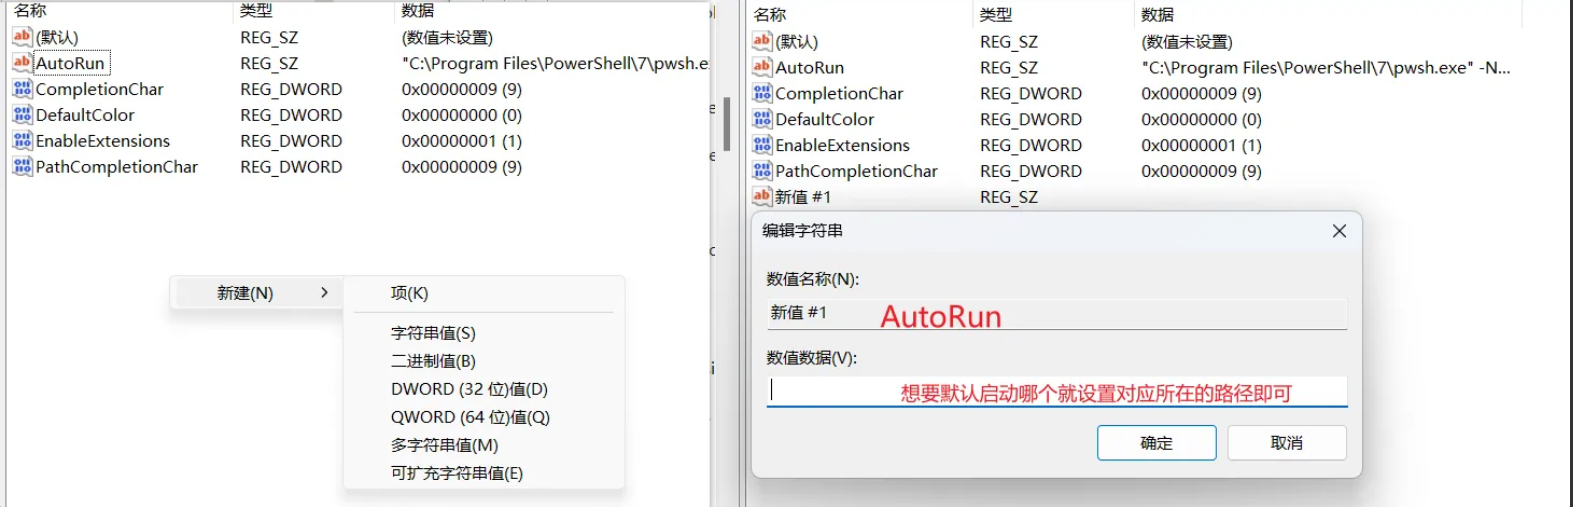 名称 类型 数据
(默认) REG_SZ (数值未设置)
AutoRun REG_SZ "C:\Program Files\PowerShell\7\pwsh.e
CompletionChar REG_DWORD 0x00000009 (9)
DefaultColor REG_DWORD 0x00000000 (0)
EnableExtensions REG_DWORD 0x00000001 (1)
PathCompletionChar REG_DWORD 0x00000009 (9)
新建(N)
项(K)
字符串值(S)
二进制值(B)
DWORD (32 位)值(D)
QWORD (64 位)值(Q)
多字符串值(M)
可扩充字符串值(E)
名称 类型 数据
(默认) REG_SZ (数值未设置)
AutoRun REG_SZ "C:\Program Files\PowerShell\7\pwsh.exe" -N...
CompletionChar REG_DWORD 0x00000009 (9)
DefaultColor REG_DWORD 0x00000000 (0)
EnableExtensions REG_DWORD 0x00000001 (1)
PathCompletionChar REG_DWORD 0x00000009 (9)
新值 #1 REG_SZ
编辑字符串
数值名称(N):
新值 #1 AutoRun
数值数据(V):
想要默认启动哪个就设置对应所在的路径即可
确定 取消